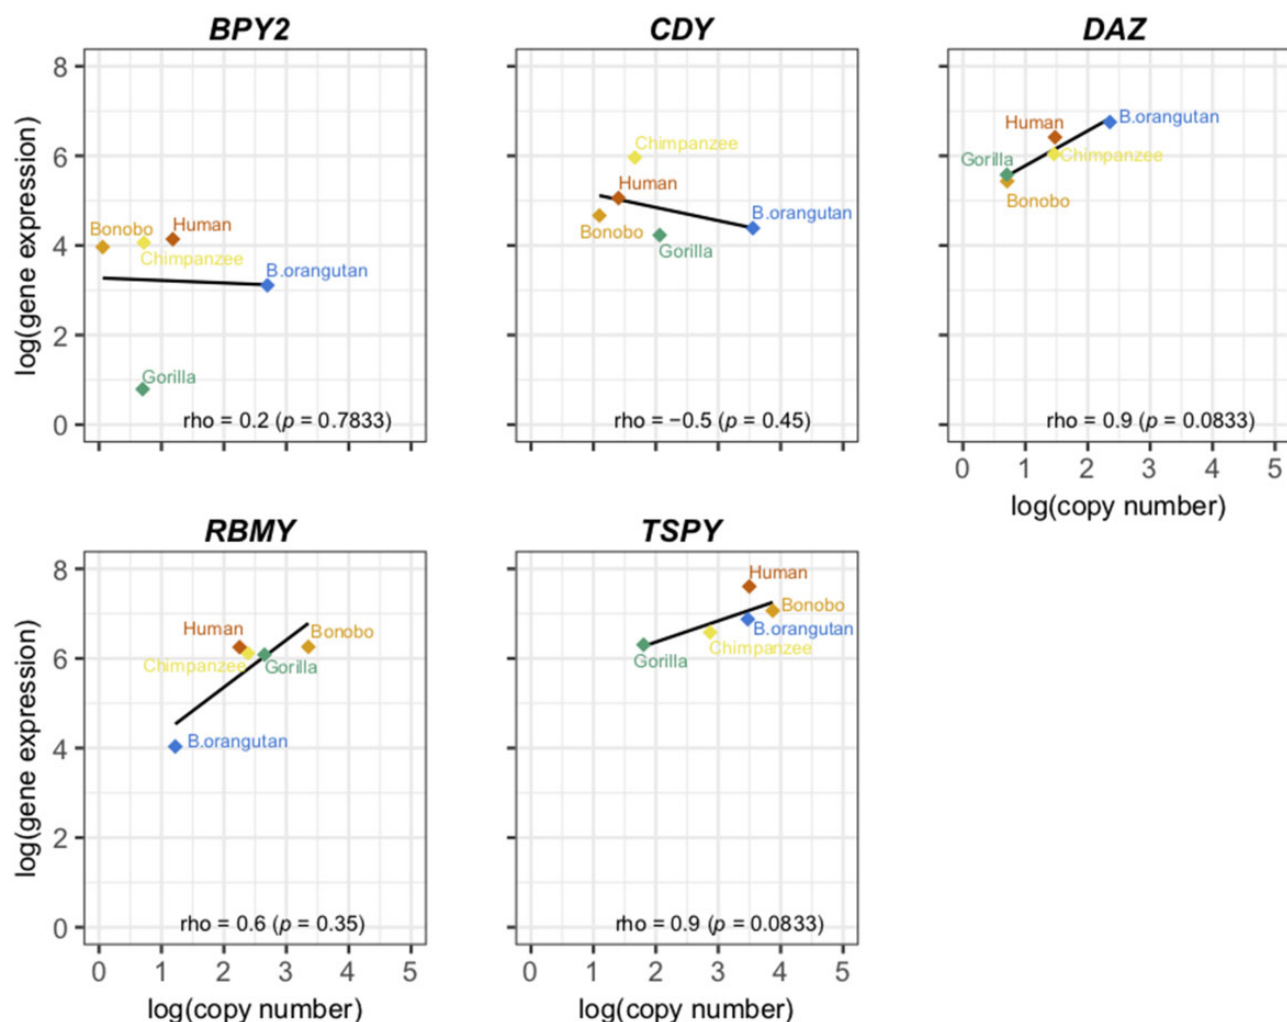 BPY2
CDY
DAZ
log(gene expression)
8
6
4
2
0
Bonobo
Human
Chimpanzee
B.orangutan
Gorilla
rho = 0.2 (p = 0.7833)
Chimpanzee
Human
Bonobo
B.orangutan
Gorilla
rho = −0.5 (p = 0.45)
Human
B.orangutan
Gorilla
Chimpanzee
Bonobo
rho = 0.9 (p = 0.0833)
0 1 2 3 4 5
log(copy number)
RBMY
TSPY
log(gene expression)
8
6
4
2
0
Human
Bonobo
Chimpanzee
Gorilla
B.orangutan
rho = 0.6 (p = 0.35)
0 1 2 3 4 5
log(copy number)
Human
Bonobo
B.orangutan
Chimpanzee
Gorilla
rho = 0.9 (p = 0.0833)
0 1 2 3 4 5
log(copy number)